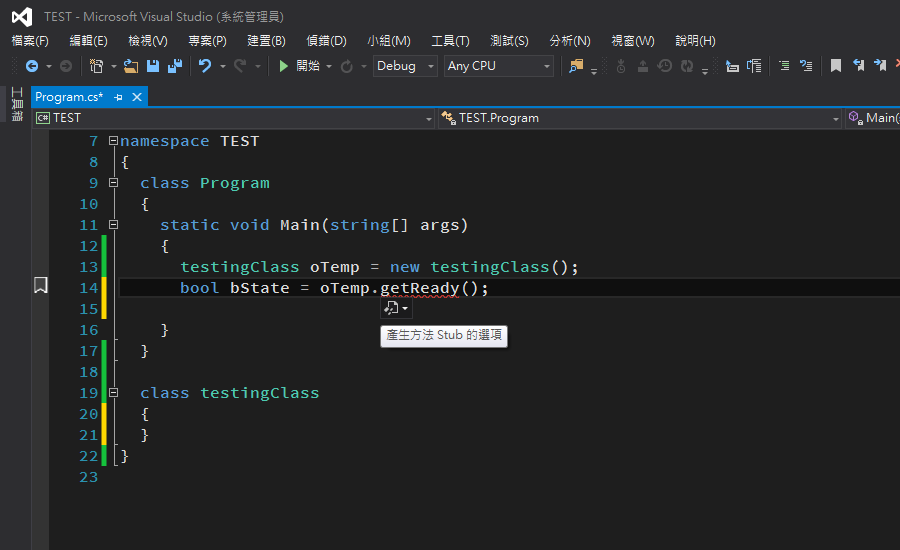 TEST - Microsoft Visual Studio (系統管理員)
檔案(F) 編輯(E) 檢視(V) 專案(P) 建置(B) 偵錯(D) 小組(M) 工具(T) 測試(S) 分析(N) 視窗(W) 說明(H)
開始 Debug Any CPU
工具箱
Program.cs*
TEST TEST.Program Main(
7 namespace TEST
8 {
9 class Program
10 {
11 static void Main(string[] args)
12 {
13 testingClass oTemp = new testingClass();
14 bool bState = oTemp.getReady();
15
產生方法 Stub 的選項
16 }
17 }
18
19 class testingClass
20 {
21 }
22 }
23